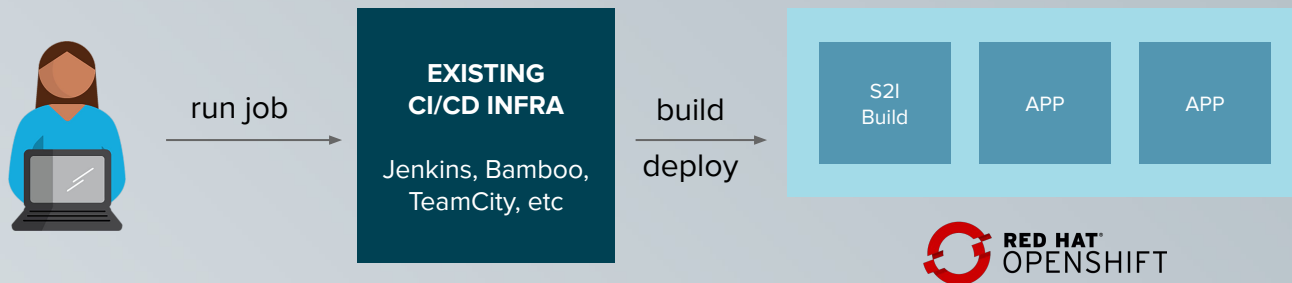 run job
EXISTING
CI/CD INFRA
Jenkins, Bamboo,
TeamCity, etc
build
deploy
S2I
Build
APP
APP
RED HAT®
OPENSHIFT